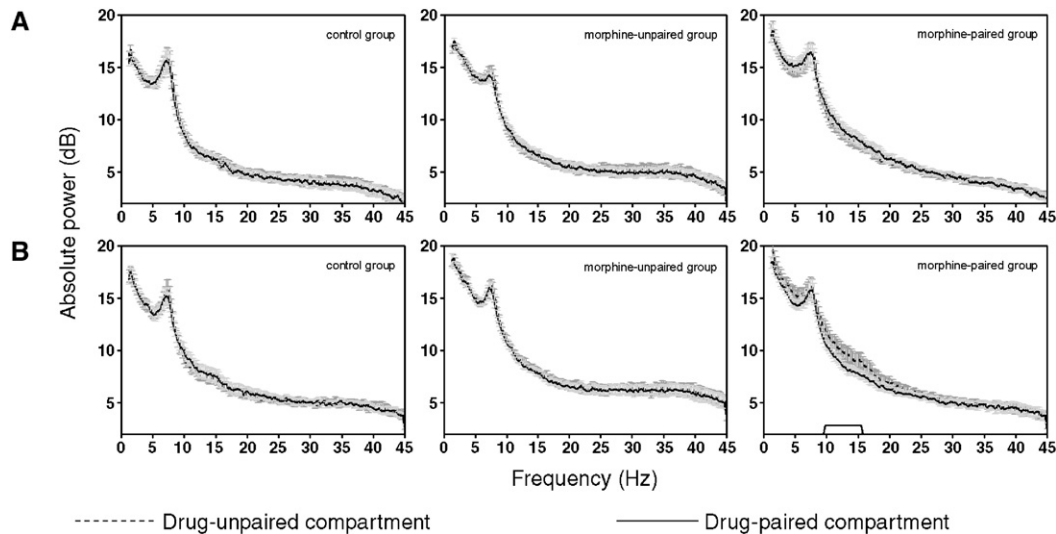 A
control group
morphine-unpaired group
morphine-paired group
20
15
10
5
0 5 10 15 20 25 30 35 40 45
20
15
10
5
0 5 10 15 20 25 30 35 40 45
20
15
10
5
0 5 10 15 20 25 30 35 40 45
Absolute power (dB)
B
control group
morphine-unpaired group
morphine-paired group
20
15
10
5
0 5 10 15 20 25 30 35 40 45
20
15
10
5
0 5 10 15 20 25 30 35 40 45
20
15
10
5
0 5 10 15 20 25 30 35 40 45
Frequency (Hz)
Drug-unpaired compartment
Drug-paired compartment